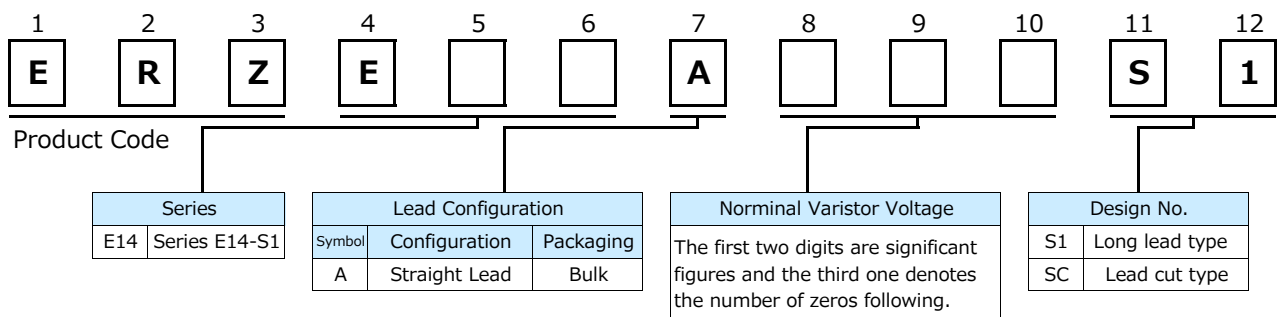 1 2 3 4 5 6 7 8 9 10 11 12
E R Z E A S 1
Product Code
Series
E14 Series E14-S1
Lead Configuration
Symbol Configuration Packaging
A Straight Lead Bulk
Norminal Varistor Voltage
The first two digits are significant
figures and the third one denotes
the number of zeros following.
Design No.
S1 Long lead type
SC Lead cut type